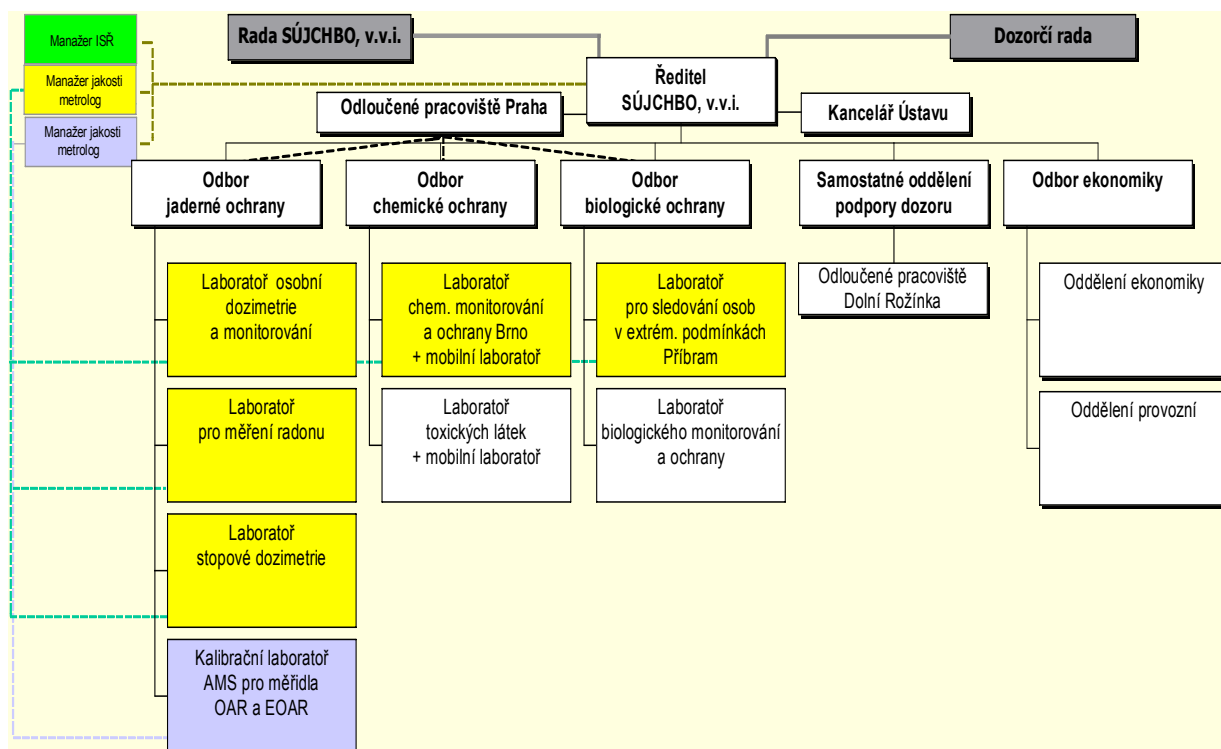 Manažer ISŘ
Manažer jakosti
metrolog
Manažer jakosti
metrolog
Rada SÚJCHBO, v.v.i.
Dozorčí rada
Ředitel
SÚJCHBO, v.v.i.
Odloučené pracoviště Praha
Kancelář Ústavu
Odbor
jaderné ochrany
Odbor
chemické ochrany
Odbor
biologické ochrany
Samostatné oddělení
podpory dozoru
Odbor ekonomiky
Laboratoř osobní
dozimetrie
a monitorování
Laboratoř
chem. monitorování
a ochrany Brno
+ mobilní laboratoř
Laboratoř
pro sledování osob
v extrém. podmínkách
Příbram
Odloučené pracoviště
Dolní Rožínka
Oddělení ekonomiky
Laboratoř
pro měření radonu
Laboratoř
toxických látek
+ mobilní laboratoř
Laboratoř
biologického monitorování
a ochrany
Oddělení provozní
Laboratoř
stopové dozimetrie
Kalibrační laboratoř
AMS pro měřidla
OAR a EOAR